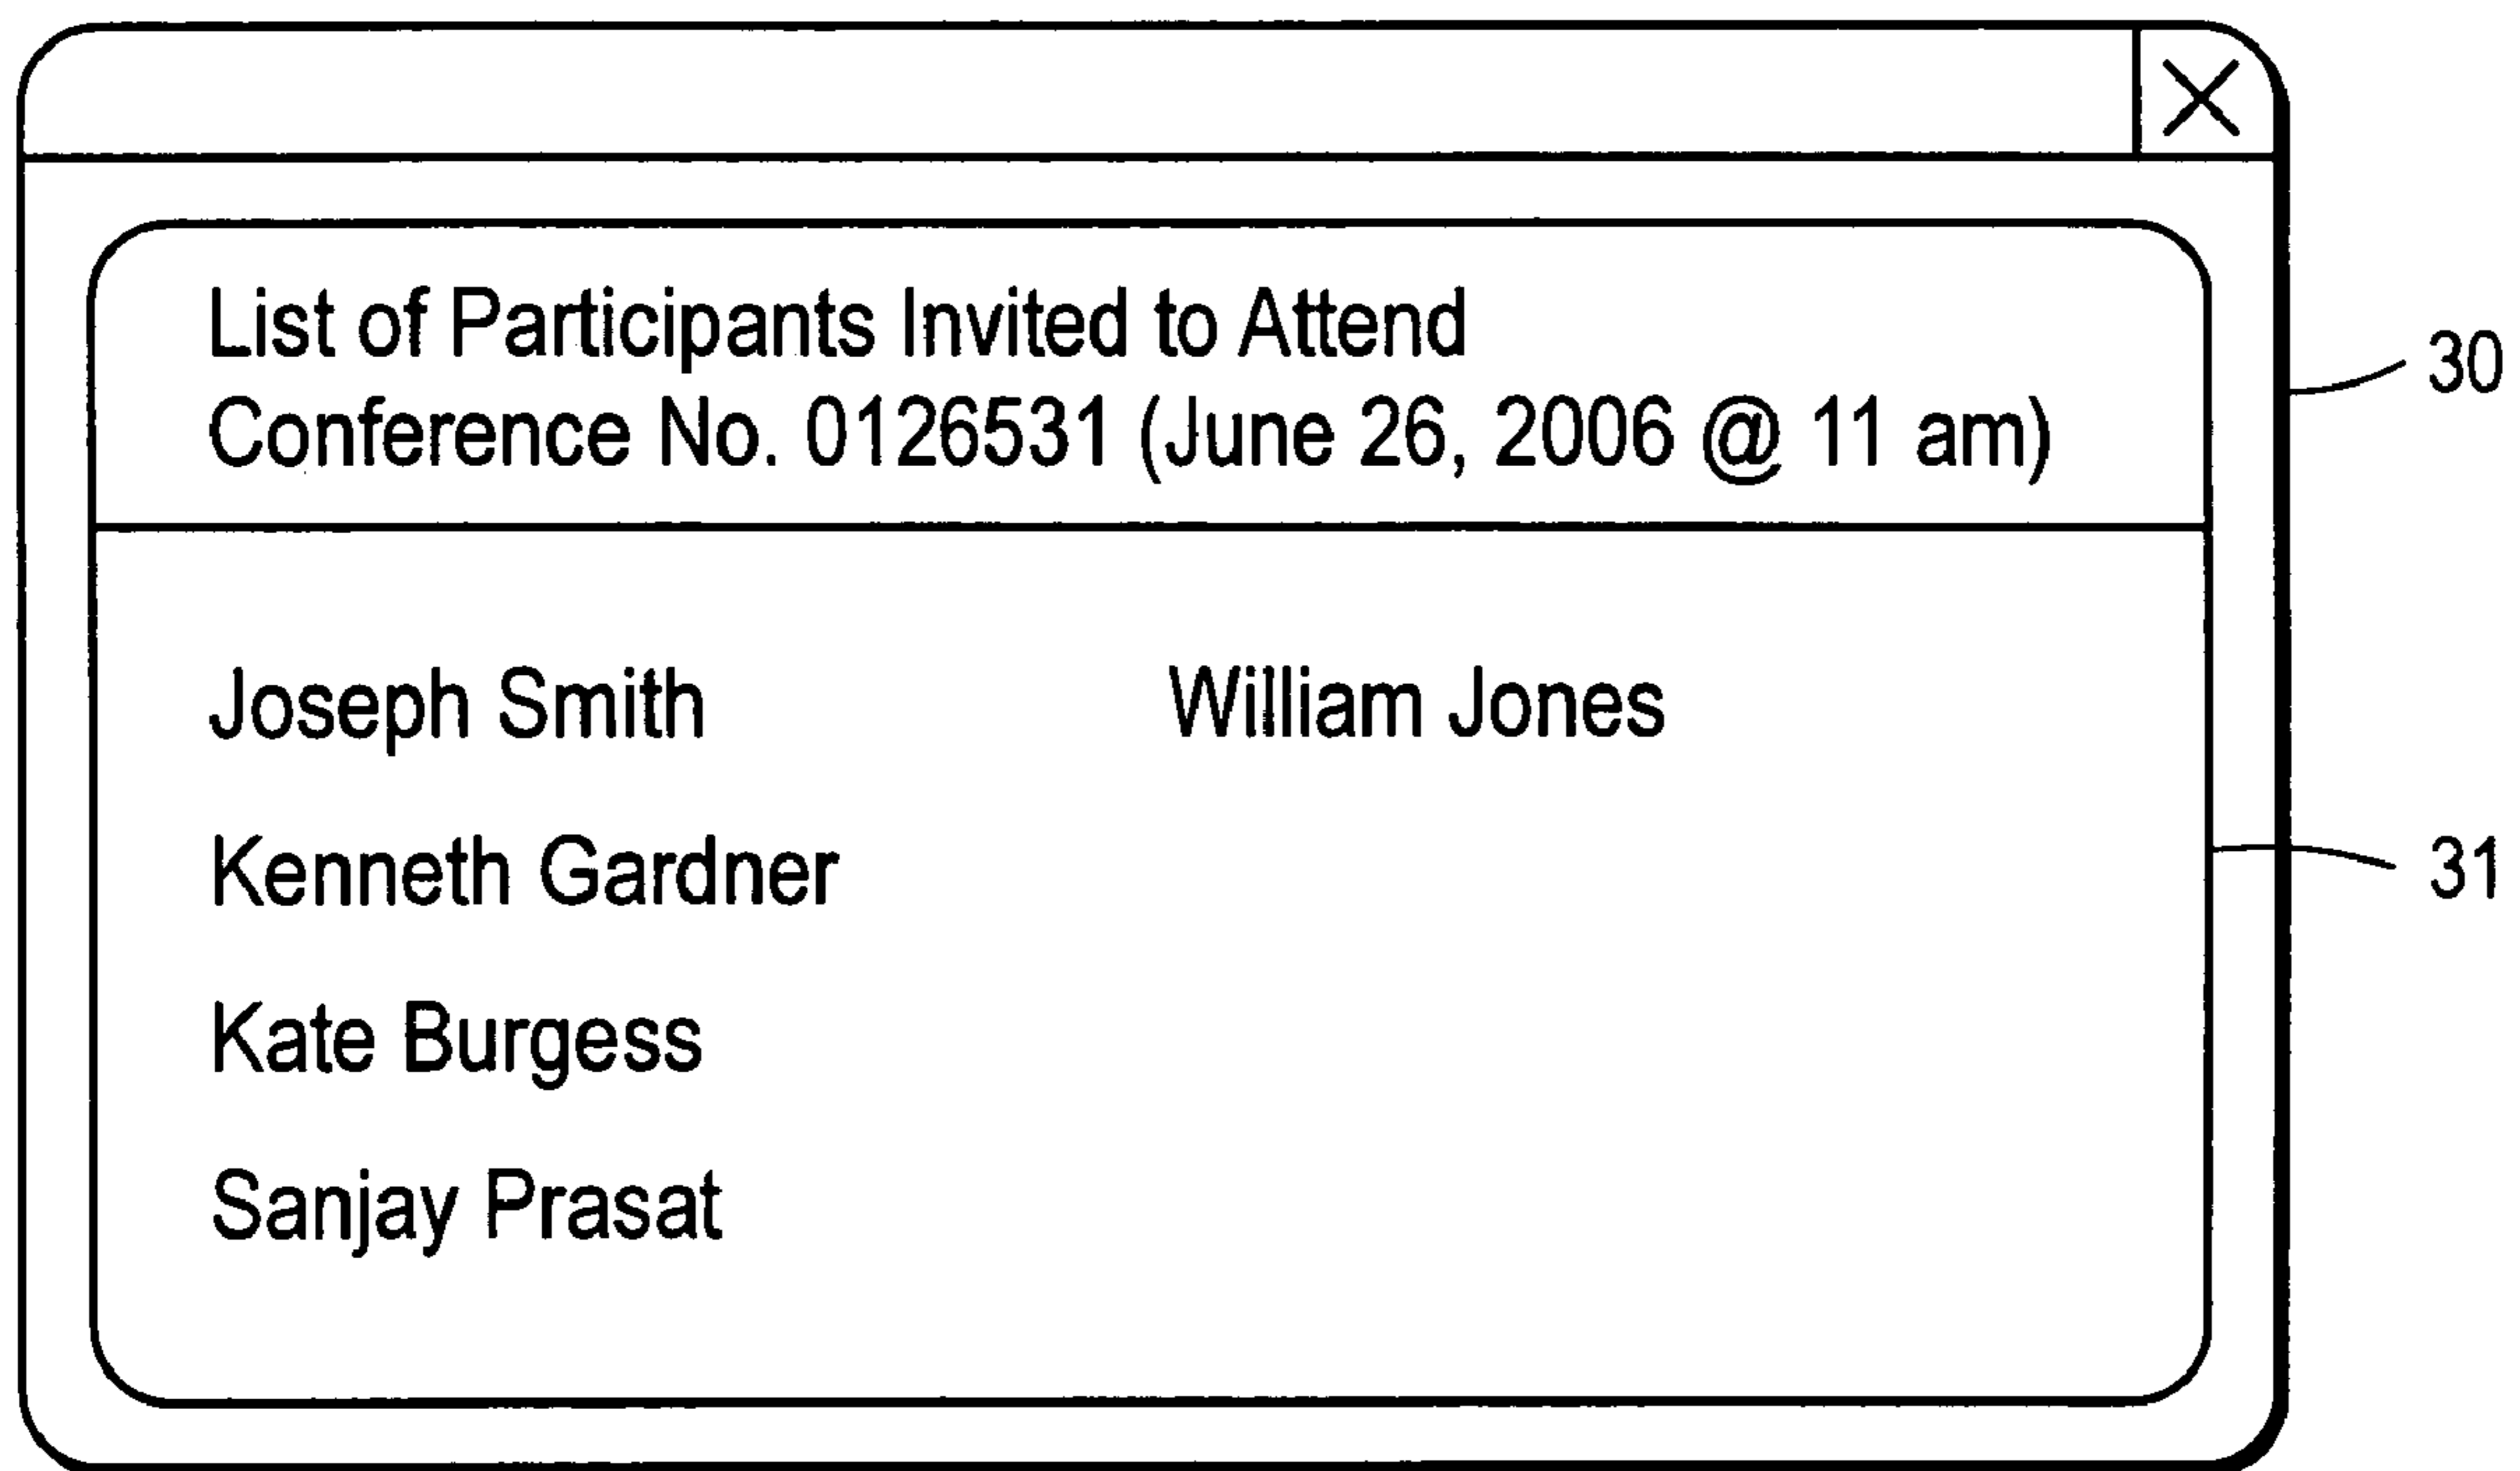 List of Participants Invited to Attend
Conference No. 0126531 (June 26, 2006 @ 11 am)
30
Joseph Smith William Jones
Kenneth Gardner
31
Kate Burgess
Sanjay Prasat